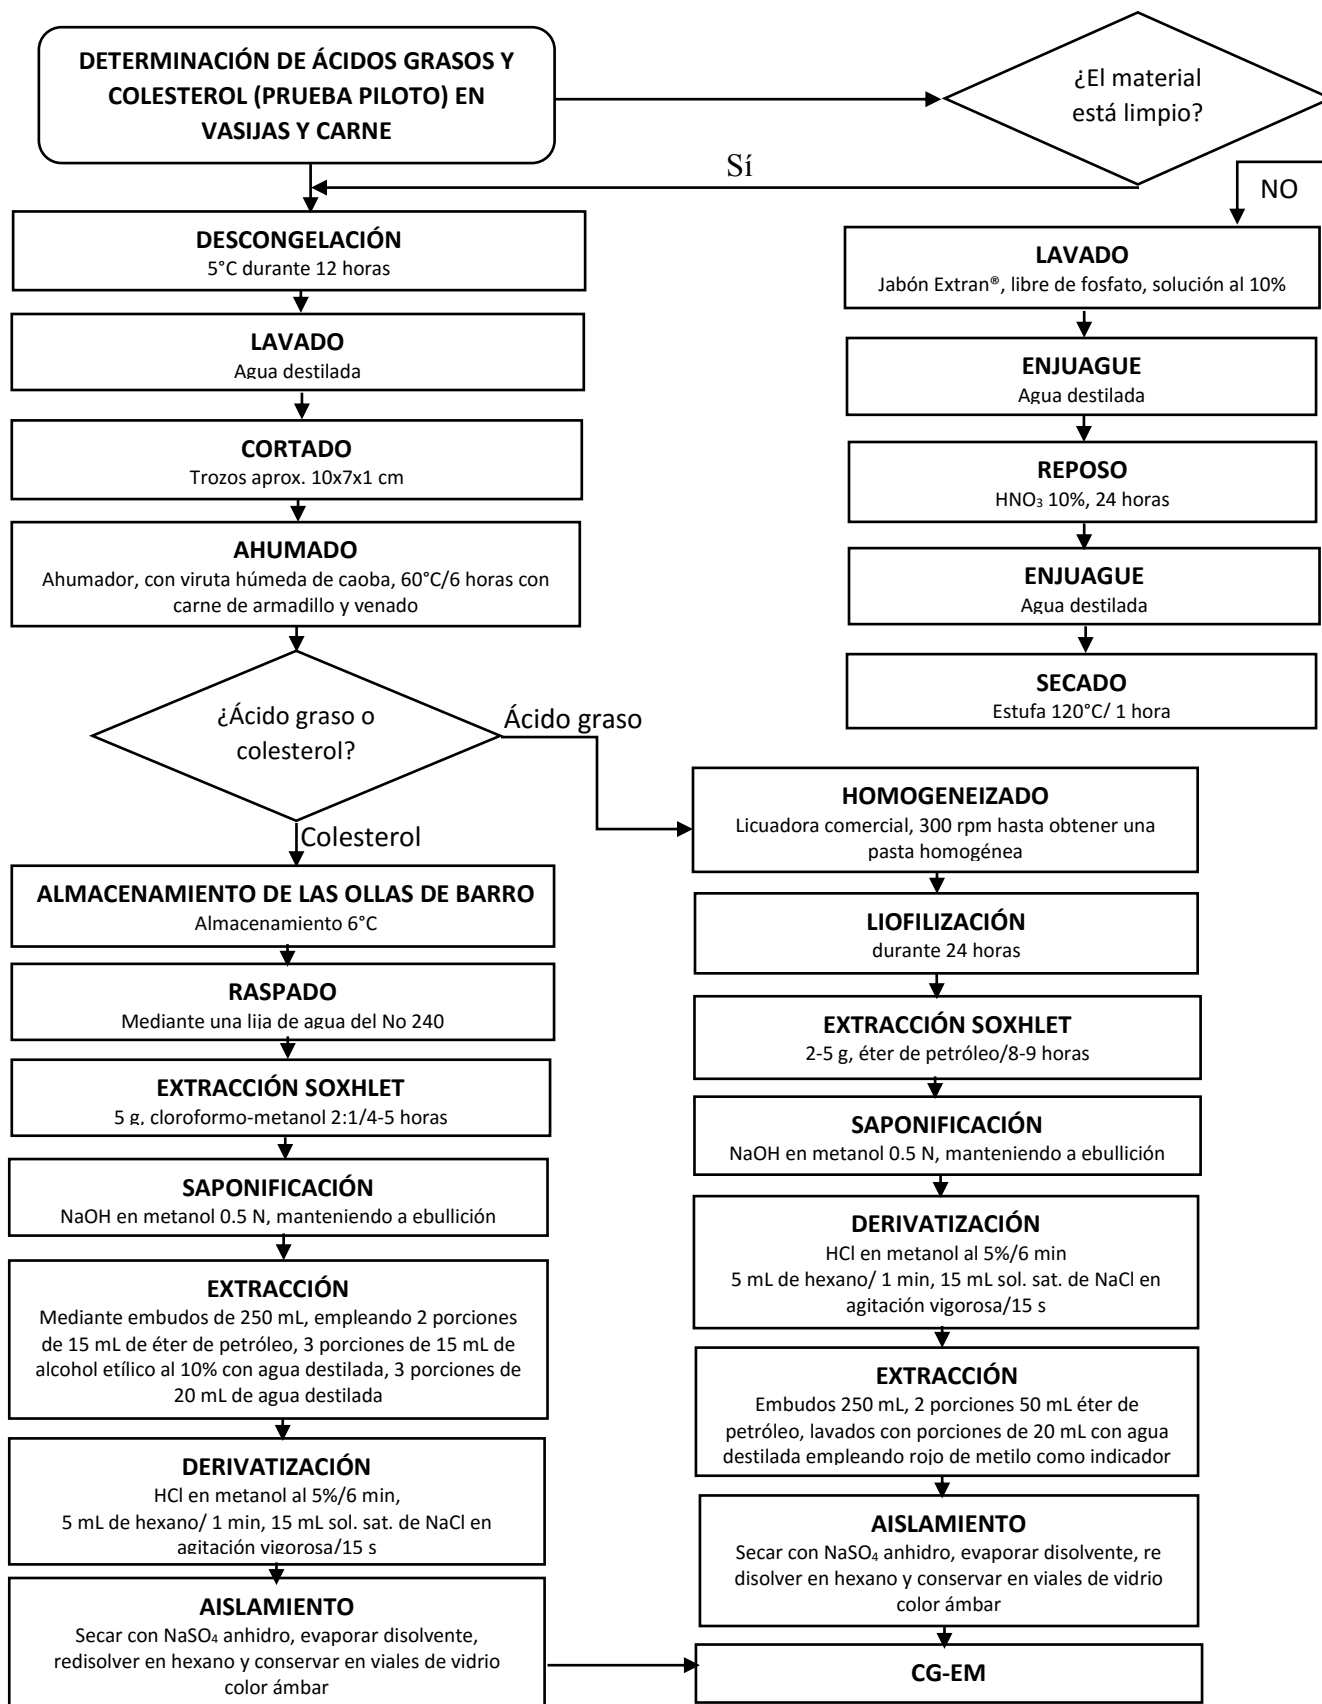 DETERMINACIÓN DE ÁCIDOS GRASOS Y
COLESTEROL (PRUEBA PILOTO) EN
VASIJAS Y CARNE
¿El material
está limpio?
Sí
NO
DESCONGELACIÓN
5°C durante 12 horas
LAVADO
Agua destilada
CORTADO
Trozos aprox. 10x7x1 cm
AHUMADO
Ahumador, con viruta húmeda de caoba, 60°C/6 horas con
carne de armadillo y venado
LAVADO
Jabón Extran®, libre de fosfato, solución al 10%
ENJUAGUE
Agua destilada
REPOSO
HNO₃ 10%, 24 horas
ENJUAGUE
Agua destilada
SECADO
Estufa 120°C/ 1 hora
¿Ácido graso o
colesterol?
Ácido graso
Colesterol
ALMACENAMIENTO DE LAS OLLAS DE BARRO
Almacenamiento 6°C
RASPADO
Mediante una lija de agua del No 240
EXTRACCIÓN SOXHLET
5 g, cloroformo-metanol 2:1/4-5 horas
SAPONIFICACIÓN
NaOH en metanol 0.5 N, manteniendo a ebullición
EXTRACCIÓN
Mediante embudos de 250 mL, empleando 2 porciones
de 15 mL de éter de petróleo, 3 porciones de 15 mL de
alcohol etílico al 10% con agua destilada, 3 porciones de
20 mL de agua destilada
DERIVATIZACIÓN
HCl en metanol al 5%/6 min,
5 mL de hexano/ 1 min, 15 mL sol. sat. de NaCl en
agitación vigorosa/15 s
AISLAMIENTO
Secar con NaSO₄ anhidro, evaporar disolvente,
redisolver en hexano y conservar en viales de vidrio
color ámbar
HOMOGENEIZADO
Licuadora comercial, 300 rpm hasta obtener una
pasta homogénea
LIOFILIZACIÓN
durante 24 horas
EXTRACCIÓN SOXHLET
2-5 g, éter de petróleo/8-9 horas
SAPONIFICACIÓN
NaOH en metanol 0.5 N, manteniendo a ebullición
DERIVATIZACIÓN
HCl en metanol al 5%/6 min
5 mL de hexano/ 1 min, 15 mL sol. sat. de NaCl en
agitación vigorosa/15 s
EXTRACCIÓN
Embudos 250 mL, 2 porciones 50 mL éter de
petróleo, lavados con porciones de 20 mL con agua
destilada empleando rojo de metilo como indicador
AISLAMIENTO
Secar con NaSO₄ anhidro, evaporar disolvente, re
disolver en hexano y conservar en viales de vidrio
color ámbar
CG-EM